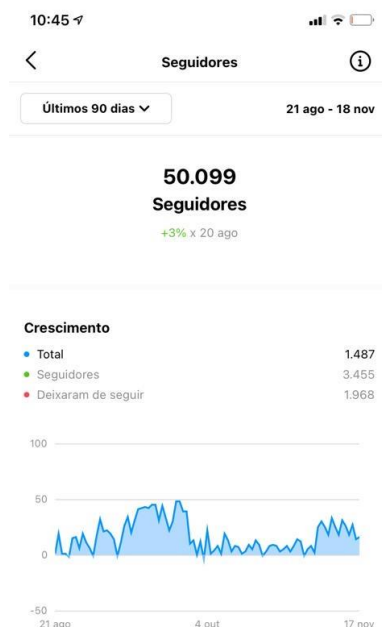 10:45
Seguidores
Últimos 90 dias
21 ago - 18 nov
50.099
Seguidores
+3% x 20 ago
Crescimento
Total 1.487
Seguidores 3.455
Deixaram de seguir 1.968
100
50
0
-50
21 ago 4 out 17 nov